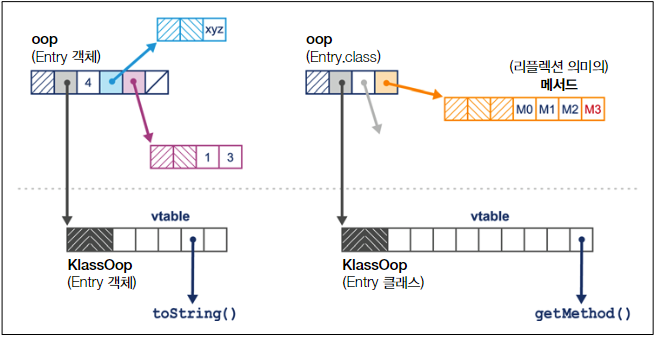 oop
(Entry 객체)
4
xyz
1 3
oop
(Entry.class)
(리플렉션 의미의)
메서드
M0 M1 M2 M3
vtable
KlassOop
(Entry 객체)
toString()
vtable
KlassOop
(Entry 클래스)
getMethod()